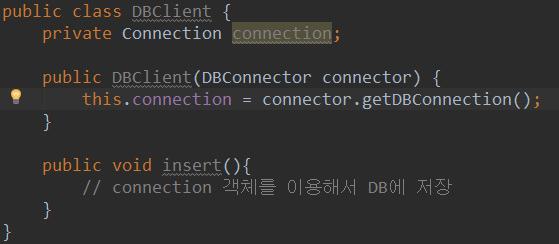 public class DBClient {
    private Connection connection;

    public DBClient(DBConnector connector) {
        this.connection = connector.getDBConnection();
    }

    public void insert(){
        // connection 객체를 이용해서 DB에 저장
    }
}